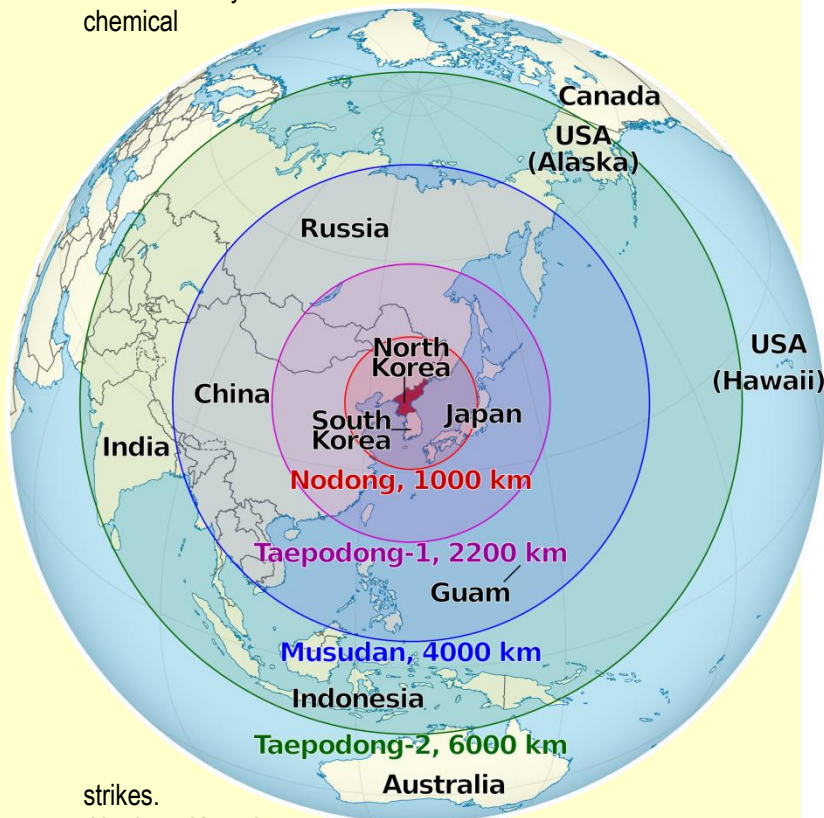 chemical
Canada
USA
(Alaska)
Russia
North
Korea
USA
(Hawaii)
China
South
Korea
Japan
India
Nodong, 1000 km
Taepodong-1, 2200 km
Guam
Musudan, 4000 km
Indonesia
Taepodong-2, 6000 km
Australia
strikes.